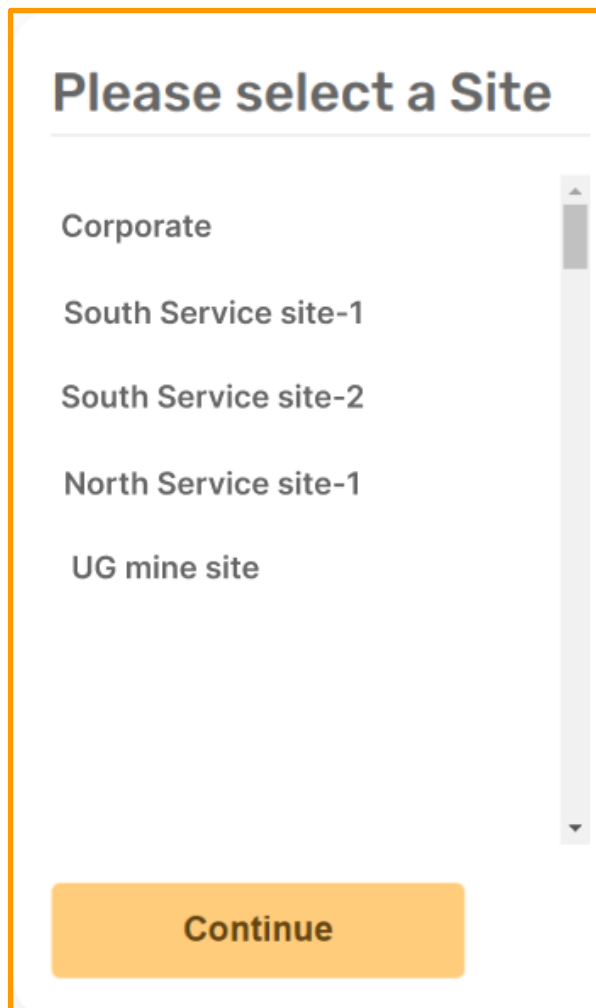 Please select a Site
Corporate
South Service site-1
South Service site-2
North Service site-1
UG mine site
Continue